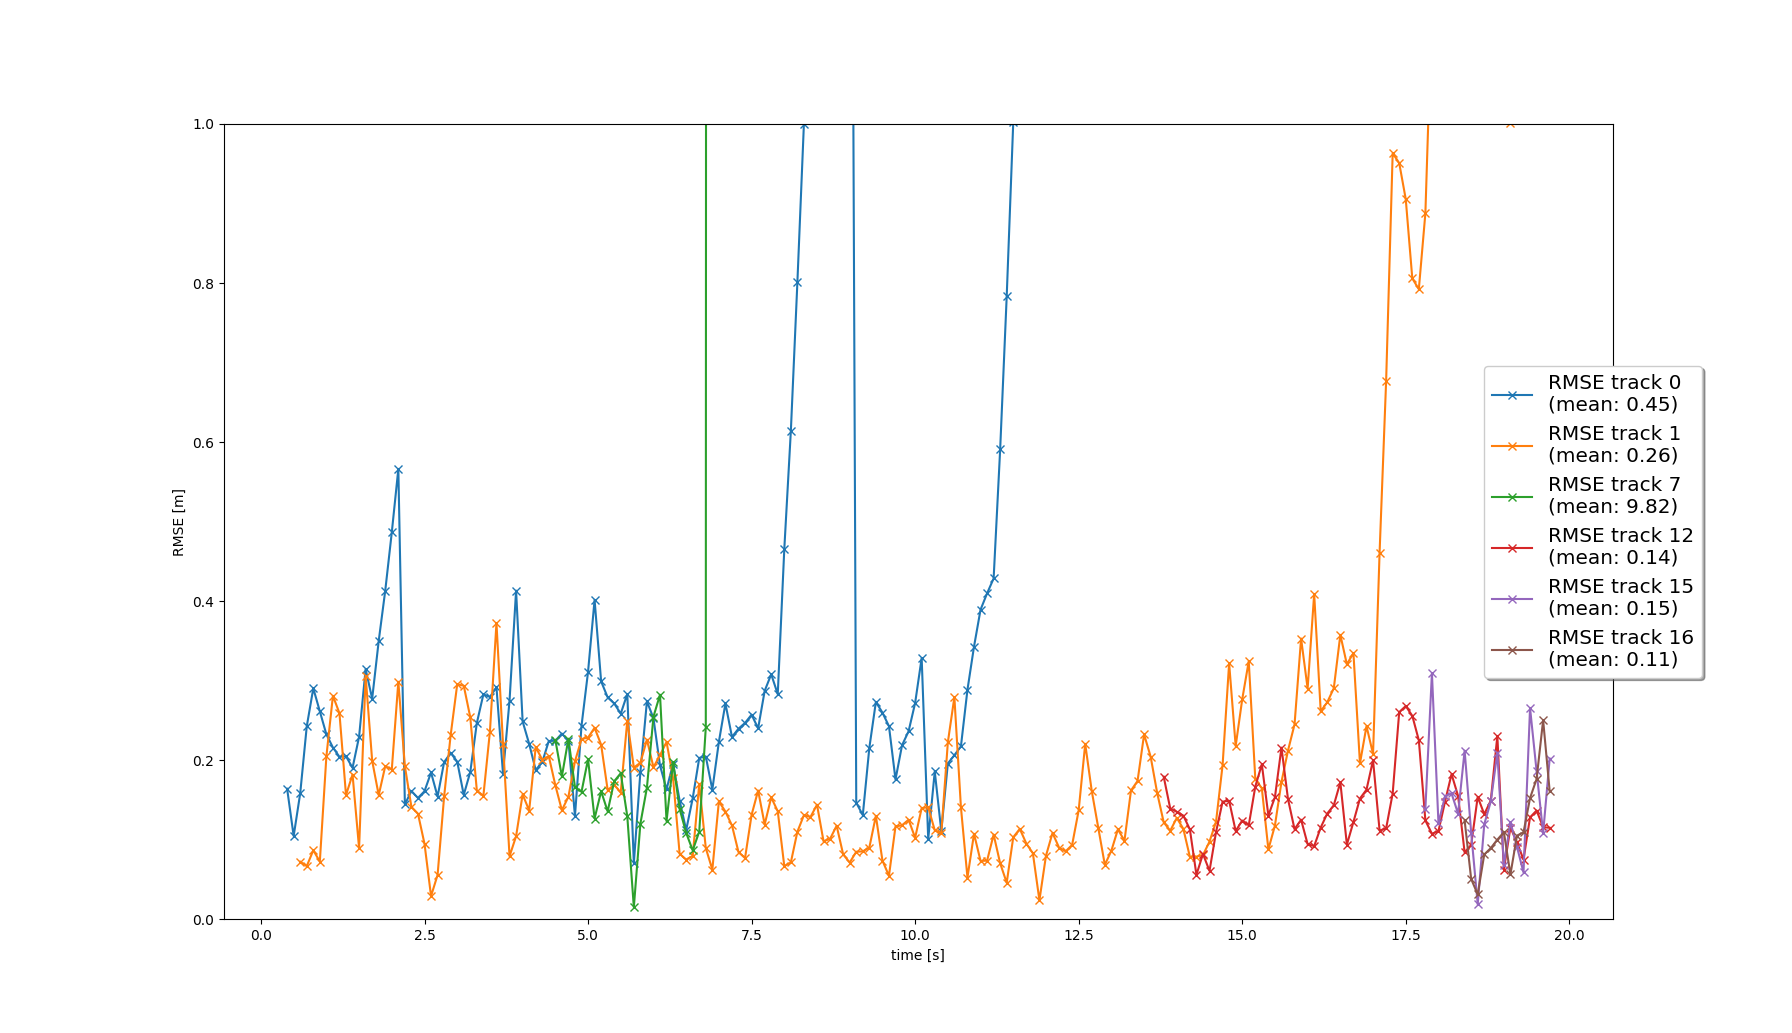 1.0
0.8
0.6
0.4
0.2
0.0
RMSE [m]
0.0 2.5 5.0 7.5 10.0 12.5 15.0 17.5 20.0
time [s]
RMSE track 0
(mean: 0.45)
RMSE track 1
(mean: 0.26)
RMSE track 7
(mean: 9.82)
RMSE track 12
(mean: 0.14)
RMSE track 15
(mean: 0.15)
RMSE track 16
(mean: 0.11)